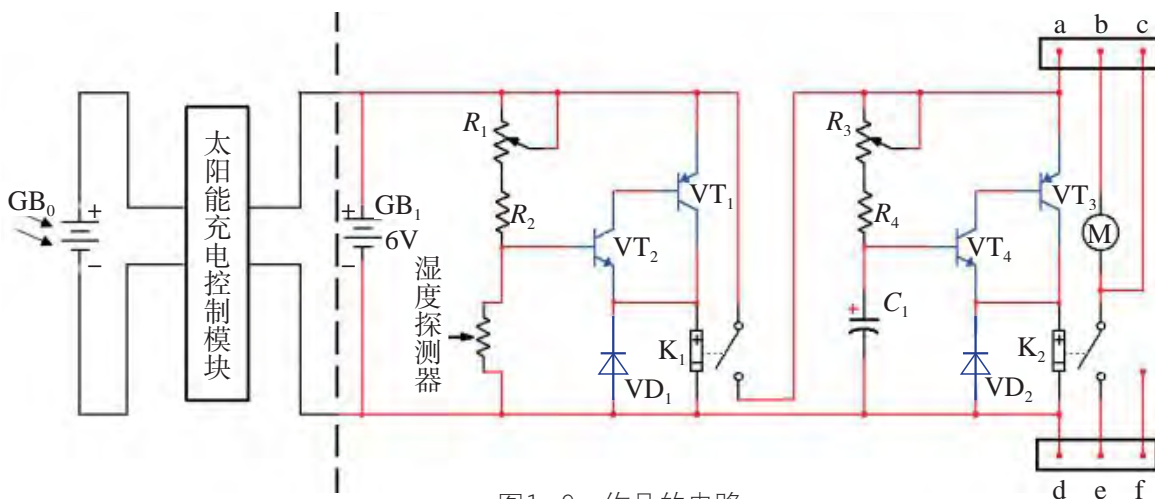 a b c
GB₀
+
−
太阳能充电控制模块
+
GB₁
6V
−
R₁
R₂
湿度探测器
VT₂
VT₁
VD₁
+
K₁
R₃
R₄
+
C₁
VT₄
VT₃
VD₂
+
K₂
M
d e f